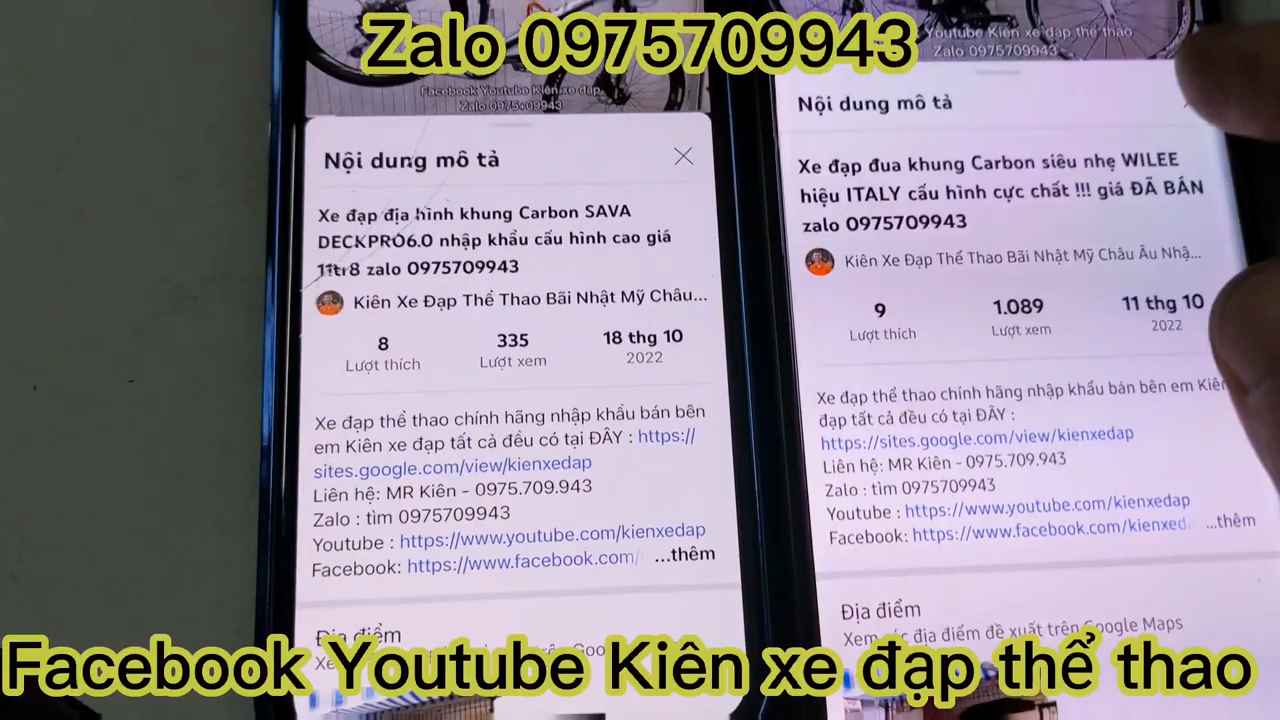 Zalo 0975709943
Facebook Youtube Kiên xe đạp
Zalo 0975709943
Nội dung mô tả
Xe đạp địa hình khung Carbon SAVA
DECKPRO6.0 nhập khẩu cấu hình cao giá
11tr8 zalo 0975709943
Kiên Xe Đạp Thể Thao Bãi Nhật Mỹ Châu...
8
335
18 thg 10
Lượt thích
Lượt xem
2022
Xe đạp thể thao chính hãng nhập khẩu bán bên
em Kiên xe đạp tất cả đều có tại ĐÂY : https://
sites.google.com/view/kienxedap
Liên hệ: MR Kiên - 0975.709.943
Zalo : tìm 0975709943
Youtube : https://www.youtube.com/kienxedap
Facebook: https://www.facebook.com/ ...thêm
Địa điểm
Youtube Kiên xe đạp thể thao
Zalo 0975709943
Nội dung mô tả
Xe đạp đua khung Carbon siêu nhẹ WILEE
hiệu ITALY cấu hình cực chất !!! giá ĐÃ BÁN
zalo 0975709943
Kiên Xe Đạp Thể Thao Bãi Nhật Mỹ Châu Âu Nhậ...
9
1.089
11 thg 10
Lượt thích
Lượt xem
2022
Xe đạp thể thao chính hãng nhập khẩu bán bên em Kiên
đạp tất cả đều có tại ĐÂY :
https://sites.google.com/view/kienxedap
Liên hệ: MR Kiên - 0975.709.943
Zalo : tìm 0975709943
Youtube : https://www.youtube.com/kienxedap
Facebook: https://www.facebook.com/kienxed ...thêm
Địa điểm
Xem các địa điểm đề xuất trên Google Maps
Facebook Youtube Kiên xe đạp thể thao